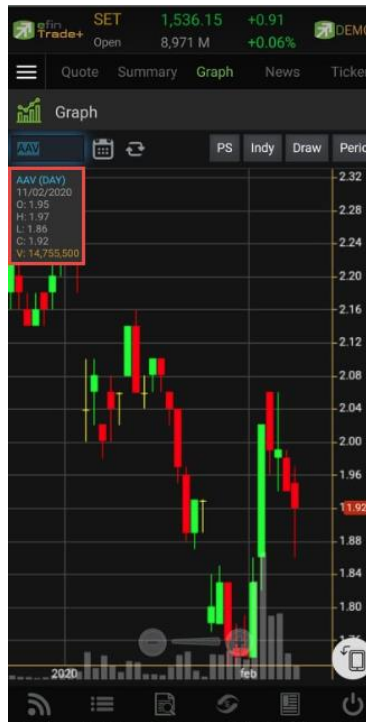 efin
Trade+
SET 1,536.15 +0.91
Open 8,971 M +0.06%
DEMO
Quote Summary Graph News Ticker
Graph
AAV
PS Indy Draw Perio
AAV (DAY)
11/02/2020
O: 1.95
H: 1.97
L: 1.86
C: 1.92
V: 14,755,500
2.32
2.28
2.24
2.20
2.16
2.12
2.08
2.04
2.00
1.96
1.92
1.88
1.84
1.80
1.76
2020 feb